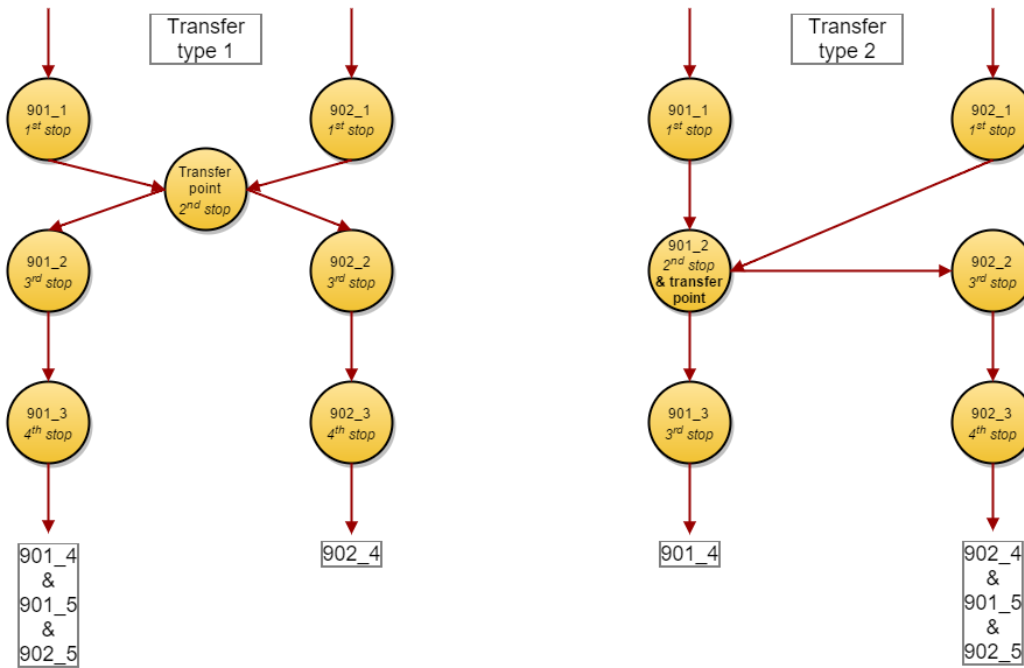 Transfer
type 1
901_1
1st stop
902_1
1st stop
Transfer
point
2nd stop
901_2
3rd stop
902_2
3rd stop
901_3
4th stop
902_3
4th stop
901_4
&
901_5
&
902_5
902_4
Transfer
type 2
901_1
1st stop
902_1
1st stop
901_2
2nd stop
& transfer
point
902_2
3rd stop
901_3
3rd stop
902_3
4th stop
901_4
902_4
&
901_5
&
902_5